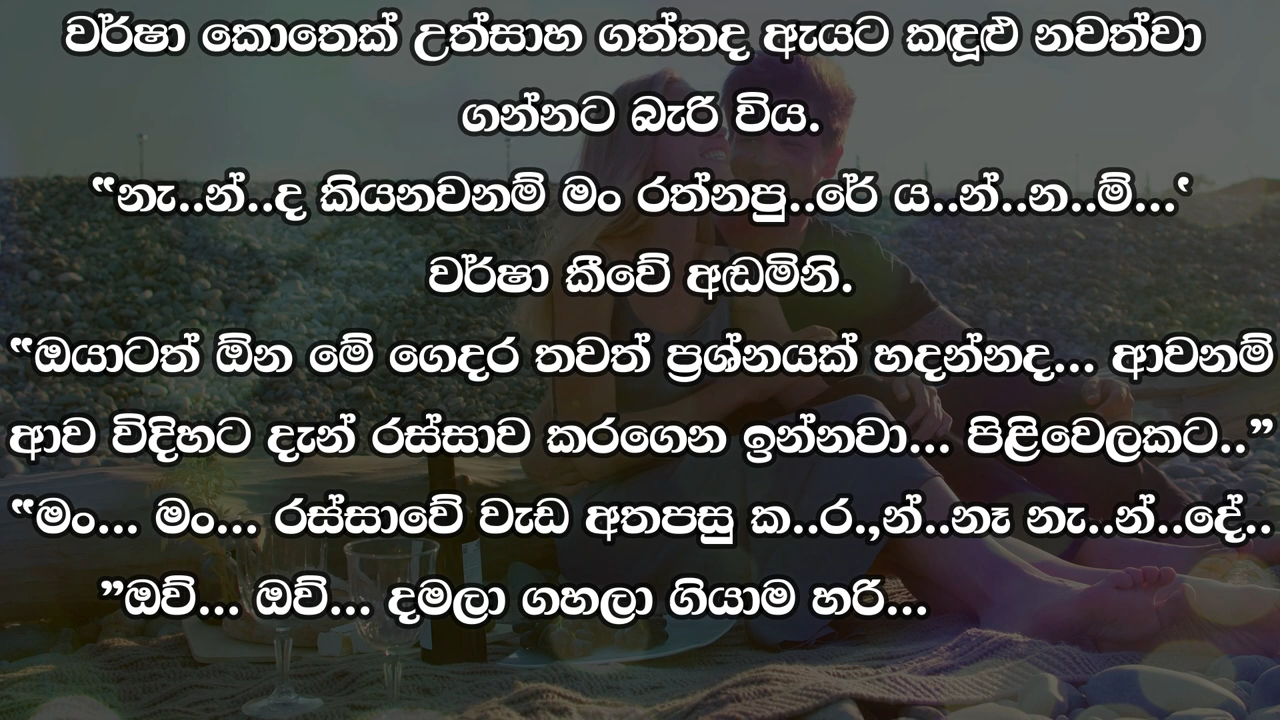 වර්ෂා කොතෙක් උත්සාහ ගත්තද ඇයට කඳූළු නවත්වා
ගන්නට බැරි විය.
“නැ..න්..ද කියනවනම් මං රත්නපු..රේ ය..න්..න..ම්...‘
වර්ෂා කීවේ අඬමිනි.
“ඔයාටත් ඕන මේ ගෙදර තවත් ප්‍රශ්නයක් හදන්නද... ආවනම්
ආව විදිහට දැන් රස්සාව කරගෙන ඉන්නවා... පිළිවෙලකට..”
“මං... මං... රස්සාවේ වැඩ අතපසු ක..ර.,න්..නෑ නැ..න්..දේ..
”ඔව්... ඔව්... දමලා ගහලා ගියාම හරි...